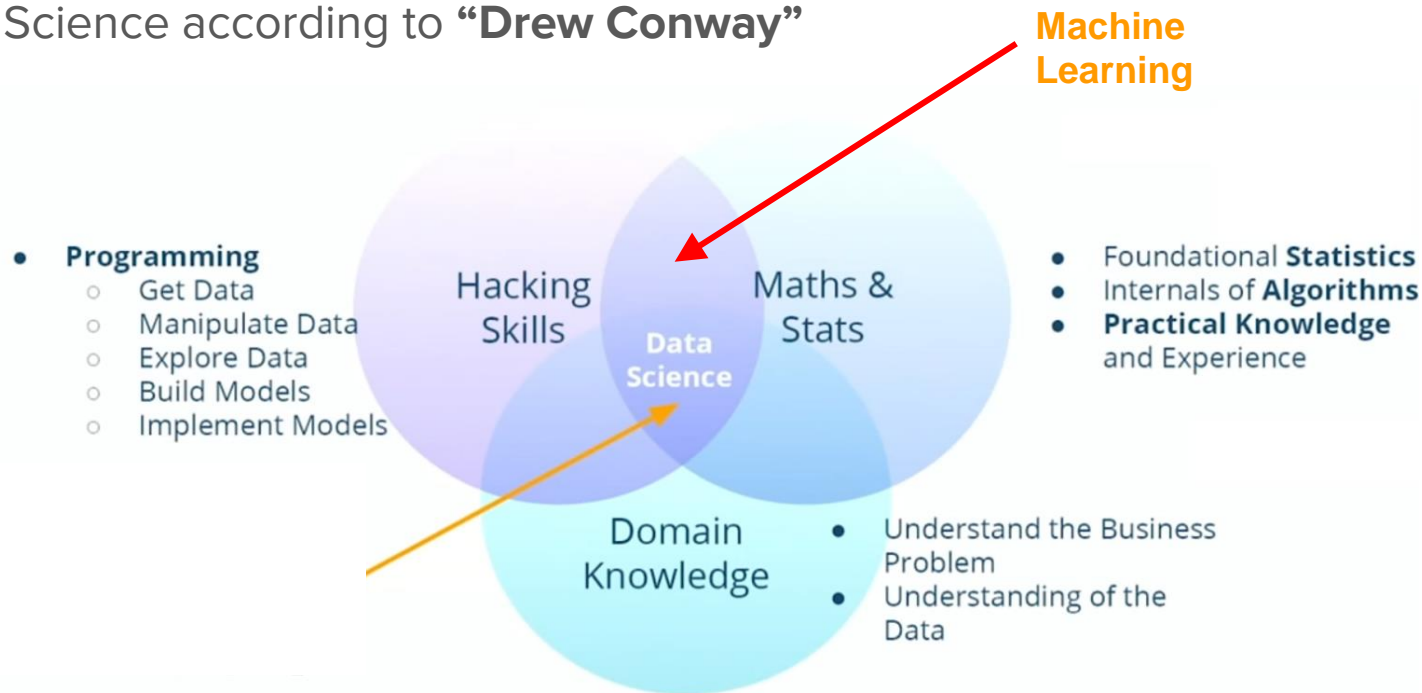 Science according to “Drew Conway”
Machine
Learning
● Programming
○ Get Data
○ Manipulate Data
○ Explore Data
○ Build Models
○ Implement Models
Hacking
Skills
Maths &
Stats
Data
Science
● Foundational Statistics
● Internals of Algorithms
● Practical Knowledge
and Experience
Domain
Knowledge
● Understand the Business
Problem
● Understanding of the
Data